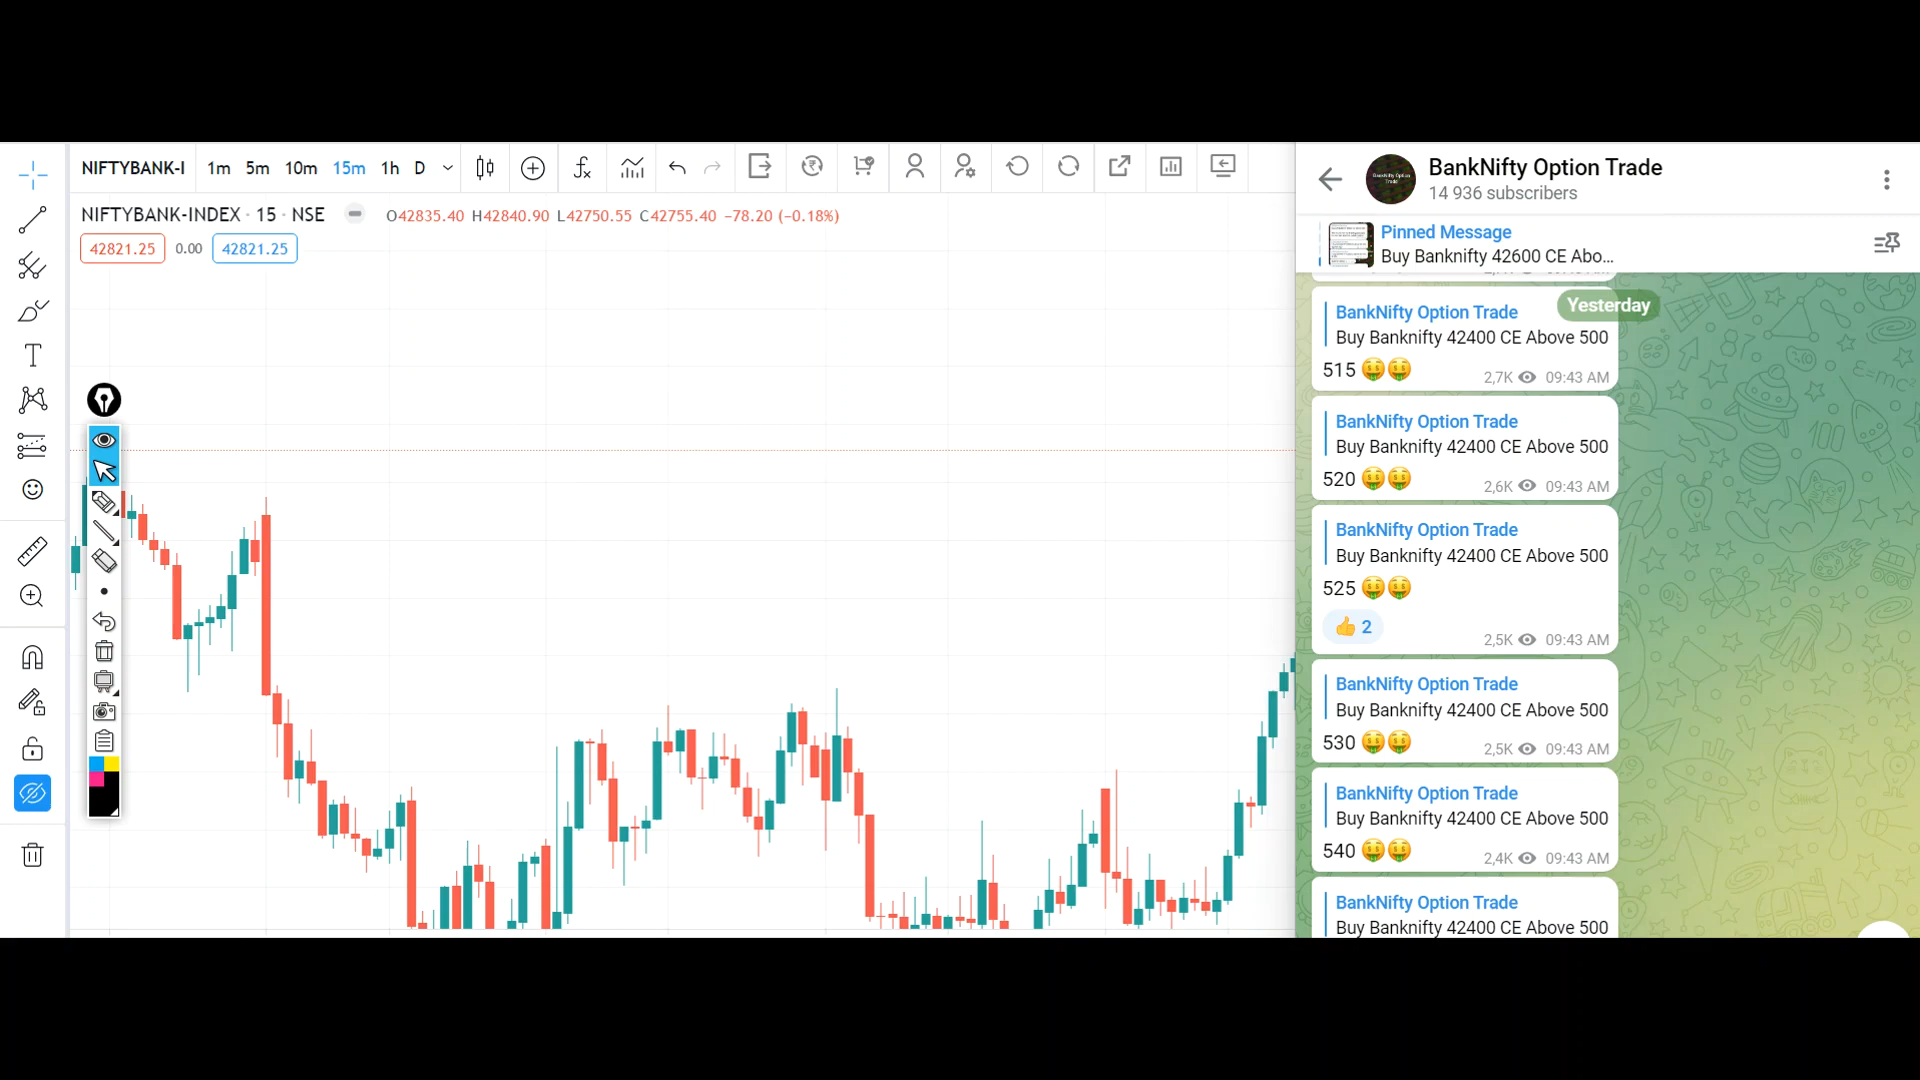 NIFTYBANK-I 1m 5m 10m 15m 1h D
NIFTYBANK-INDEX · 15 · NSE O42835.40 H42840.90 L42750.55 C42755.40 -78.20 (-0.18%)
42821.25 0.00 42821.25
BankNifty Option Trade
14 936 subscribers
Pinned Message
Buy Banknifty 42600 CE Abo...
Yesterday
BankNifty Option Trade
Buy Banknifty 42400 CE Above 500
515 🤑🤑 2,7K 09:43 AM
BankNifty Option Trade
Buy Banknifty 42400 CE Above 500
520 🤑🤑 2,6K 09:43 AM
BankNifty Option Trade
Buy Banknifty 42400 CE Above 500
525 🤑🤑
👍 2
2,5K 09:43 AM
BankNifty Option Trade
Buy Banknifty 42400 CE Above 500
530 🤑🤑 2,5K 09:43 AM
BankNifty Option Trade
Buy Banknifty 42400 CE Above 500
540 🤑🤑 2,4K 09:43 AM
BankNifty Option Trade
Buy Banknifty 42400 CE Above 500